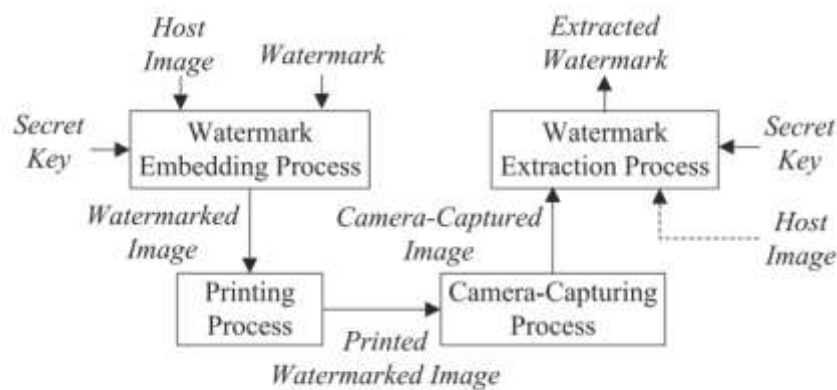 Host
Image
Watermark
Secret
Key
Watermark
Embedding Process
Watermarked
Image
Printing
Process
Printed
Watermarked Image
Camera-Capturing
Process
Camera-Captured
Image
Extracted
Watermark
Watermark
Extraction Process
Secret
Key
Host
Image